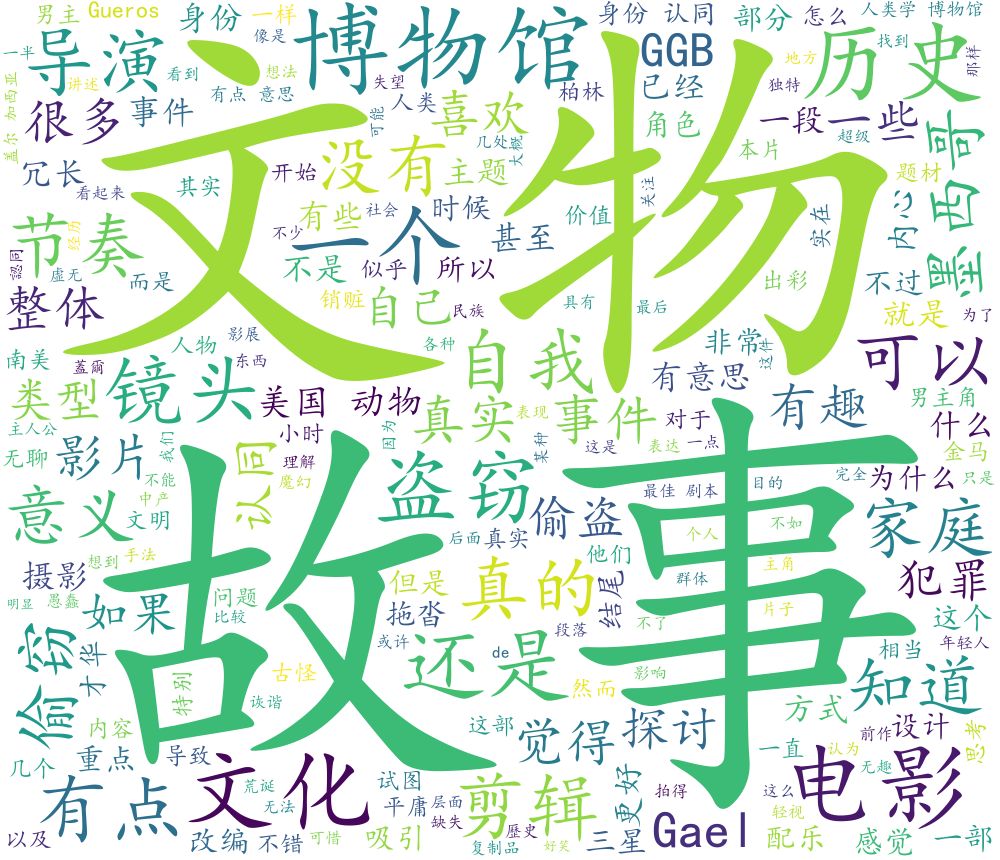 男主 Gueros 身份 一样 身份 认同 部分 怎么 人类学 博物馆
一半 导演 看到 像是 想法 博物馆 失望 GGB 历史 找到 那样
盖尔 加西亚 讲述 有点 意思 人类 可能 柏林 已经 地方 独特
很多 事件 喜欢 几处 大概 角色 一段 一些 超级
冗长 其实 文物 开始 没有 主题 关注 本片 题材 墨西哥
看起来 有些 社会 时候 价值 实在 内心
节奏 经历 不少 一个 甚至
認同 虚无 而是 不是 似乎 所以 出彩 不过
整体 销赃 自己 民族 具有 最后 就是 为了
南美 人物 影展 东西 各种 非常 这件
蓋爾 自我 有意思 可以
类型 镜头 美国 动物 真实 表现 事件 对于 有趣 男主角
主人公 小时 因为 某种 这是 表达 一点 什么
无聊 我们 影片 认同 理解 金马
不能 魔幻 盗窃 偷盗 最佳 剧本 目的 完全 为什么 只是
意义 中产 文明 故事 后面 真实 个人 不如 家庭
想到 手法 他们
摄影 但是 真的 结尾 群体 主角 犯罪
明显 愚蠢 如果 问题 拖沓 片子 这个
比较 或许 段落 不了 年轻人
偷窃 才华 特别 古怪 还是 de 然而 影响 相当 知道
内容 诙谐 这部 方式
重点 导致 觉得 探讨 前作 设计 思考
几个 文化 荒诞 试图 一直 认为
有点 无法 平庸 层面 剪辑 更好 拍得 这么 无趣 电影
缺失 歷史 轻视
以及 改编 不错 可惜 吸引 复制品 好笑 三星 Gael 配乐 感觉 一部